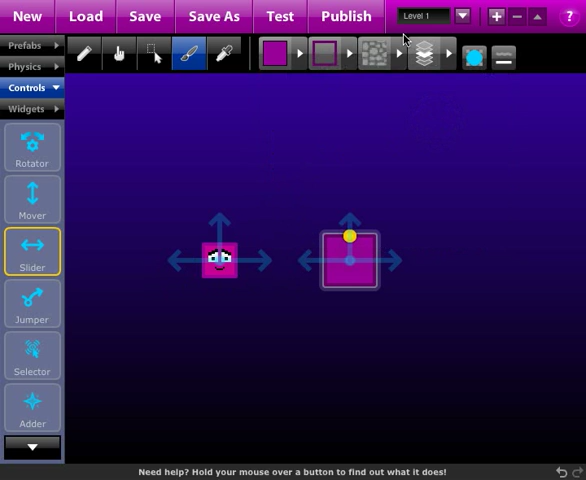 New Load Save Save As Test Publish Level 1 ?
Prefabs
Physics
Controls
Widgets
Rotator
Mover
Slider
Jumper
Selector
Adder
Need help? Hold your mouse over a button to find out what it does!